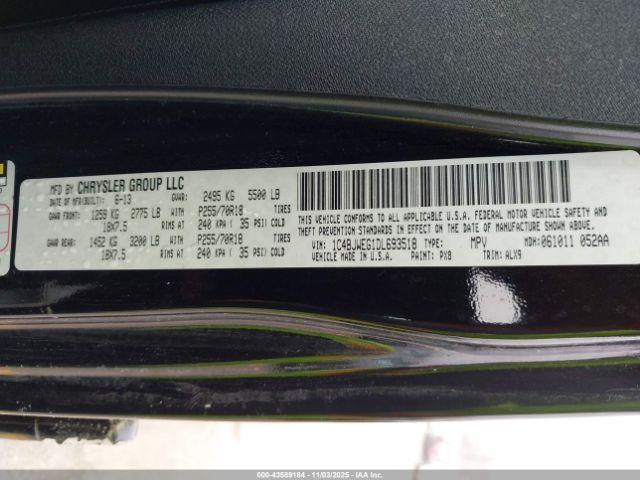 MFD BY CHRYSLER GROUP LLC
DATE OF MFR(BUILT): 6-13 GVWR: 2495 KG 5500 LB
GAWR FRONT: 1259 KG 2775 LB WITH P255/70R18 TIRES
18X7.5 RIMS AT 240 KPA ( 35 PSI) COLD
GAWR REAR: 1452 KG 3200 LB WITH P255/70R18 TIRES
18X7.5 RIMS AT 240 KPA ( 35 PSI) COLD
THIS VEHICLE CONFORMS TO ALL APPLICABLE U.S.A. FEDERAL MOTOR VEHICLE SAFETY AND
THEFT PREVENTION STANDARDS IN EFFECT ON THE DATE OF MANUFACTURE SHOWN ABOVE.
VIN: 1C4BJWEG1DL693518 TYPE: MPV MDH: 061011 052AA
VEHICLE MADE IN U.S.A. PAINT: PX8 TRIM: ALX9
000-43589184 - 11/03/2025 - WWW.IAAI.COM